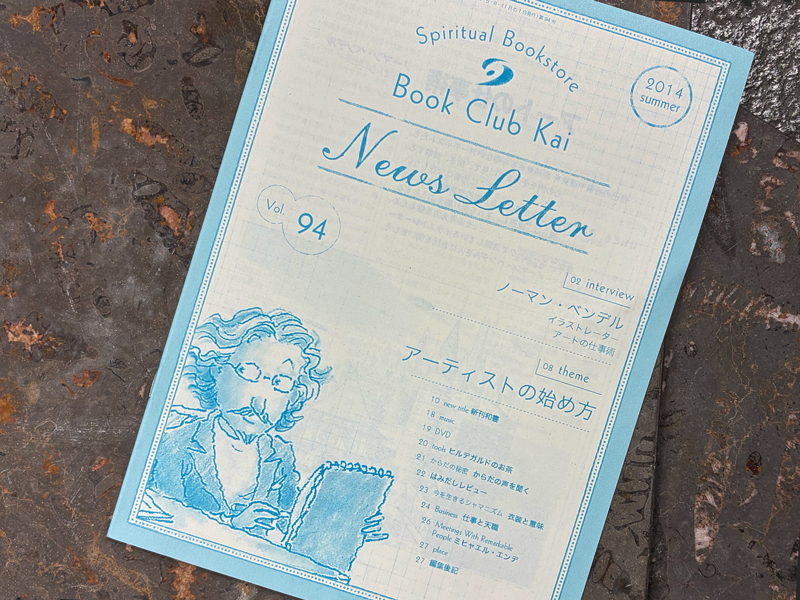 Spiritual Bookstore
Book Club Kai
2014
summer
News Letter
Vol.
94
02 interview
ノーマン・ベンデル
イラストレーター
アートの仕事術
08 theme
アーティストの始め方
10 new title 新刊和書
18 music
19 DVD
20 tools ヒルデガルドのお茶
21 からだの秘密 からだの声を聞く
22 はみだしレビュー
23 今を生きるシャマニズム 衣装と意味
24 Business 仕事と天職
26 Meetings With Remarkable
People ミヒャエル・エンデ
27 place
27 編集後記